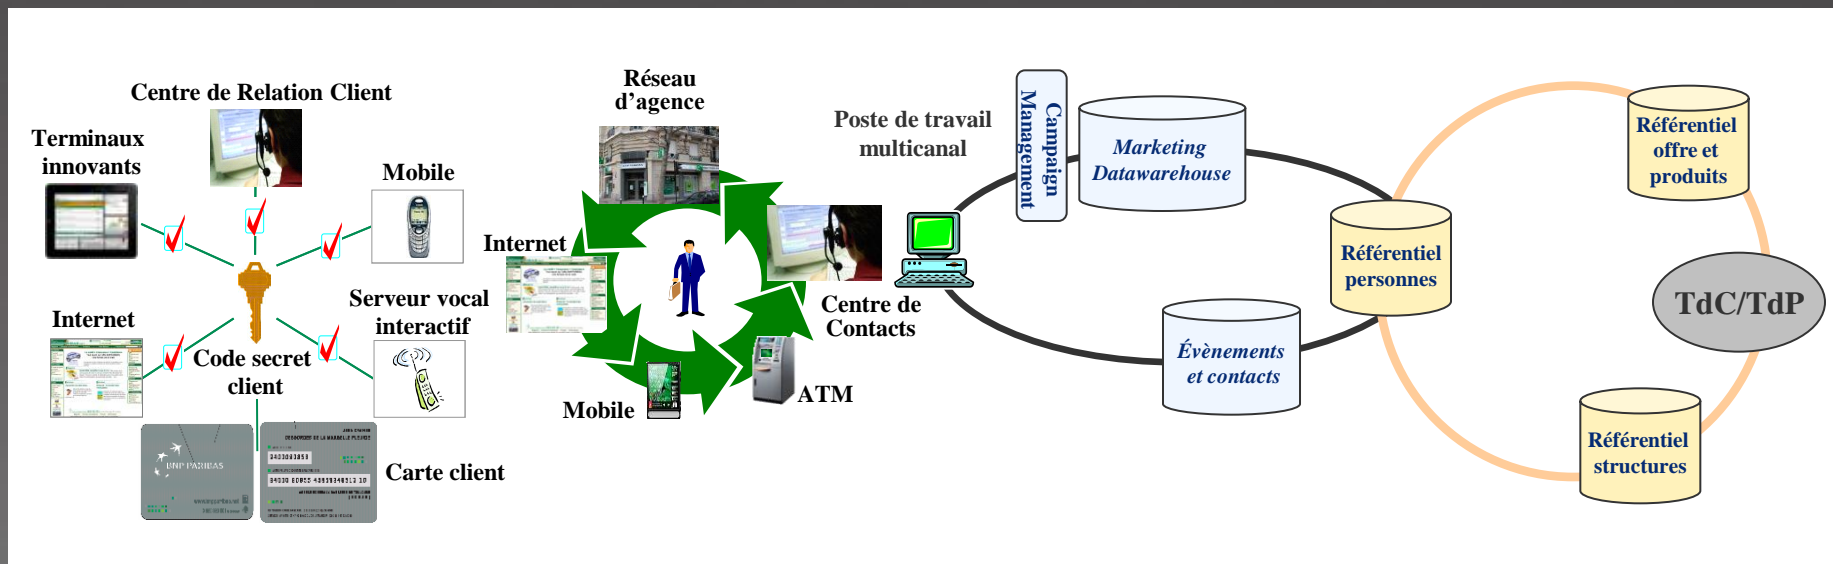 Centre de Relation Client
Terminaux
innovants
Mobile
Internet
Serveur vocal
interactif
Code secret
client
BNP PARIBAS
Carte client
Réseau
d’agence
Internet
Centre de
Contacts
Mobile
ATM
Poste de travail
multicanal
Campaign
Management
Marketing
Datawarehouse
Évènements
et contacts
Référentiel
personnes
Référentiel
offre et
produits
TdC/TdP
Référentiel
structures